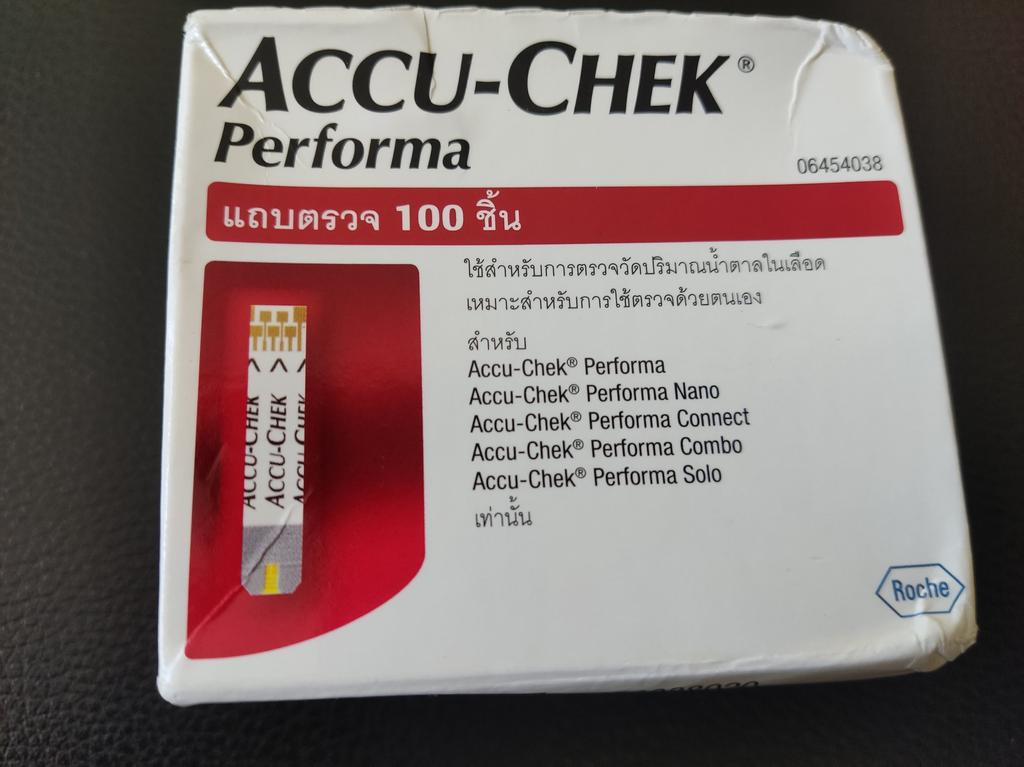 ACCU-CHEK®
Performa
06454038
แถบตรวจ 100 ชิ้น
ใช้สำหรับการตรวจวัดปริมาณน้ำตาลในเลือด
เหมาะสำหรับการใช้ตรวจด้วยตนเอง
สำหรับ
Accu-Chek® Performa
Accu-Chek® Performa Nano
Accu-Chek® Performa Connect
Accu-Chek® Performa Combo
Accu-Chek® Performa Solo
เท่านั้น
ACCU-CHEK
ACCU-CHEK
ACCU-CHEK
Roche